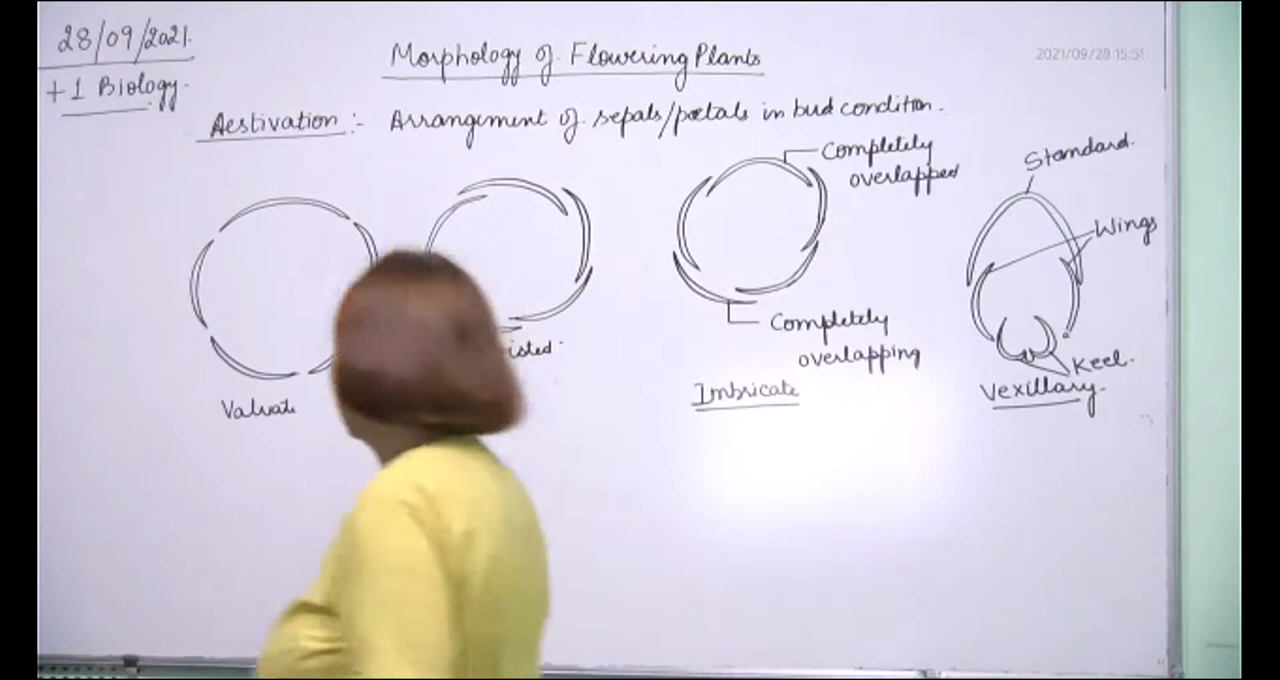 28/09/2021.
+1 Biology.
Morphology of Flowering Plants
2021/09/28 15:51
Aestivation :- Arrangement of sepals/petals in bud condition.
Completely
overlapped
Standard.
Wings
Completely
overlapping
Keel.
Valvate
isted.
Imbricate
Vexillary.